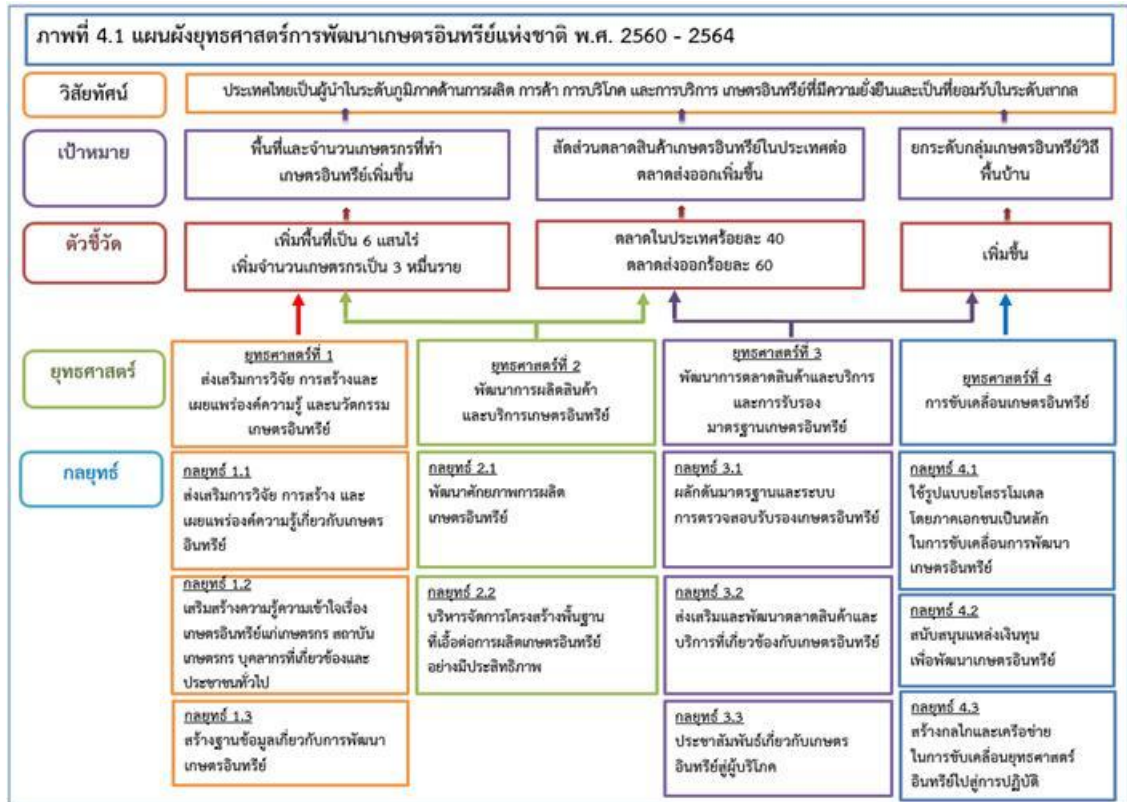 ภาพที่ 4.1 แผนผังยุทธศาสตร์การพัฒนาเกษตรอินทรีย์แห่งชาติ พ.ศ. 2560 - 2564
วิสัยทัศน์
ประเทศไทยเป็นผู้นำในระดับภูมิภาคด้านการผลิต การค้า การบริโภค และการบริการ เกษตรอินทรีย์ที่มีความยั่งยืนและเป็นที่ยอมรับในระดับสากล
เป้าหมาย
พื้นที่และจำนวนเกษตรกรที่ทำ
เกษตรอินทรีย์เพิ่มขึ้น
สัดส่วนตลาดสินค้าเกษตรอินทรีย์ในประเทศต่อ
ตลาดส่งออกเพิ่มขึ้น
ยกระดับกลุ่มเกษตรอินทรีย์วิถี
พื้นบ้าน
ตัวชี้วัด
เพิ่มพื้นที่เป็น 6 แสนไร่
เพิ่มจำนวนเกษตรกรเป็น 3 หมื่นราย
ตลาดในประเทศร้อยละ 40
ตลาดส่งออกร้อยละ 60
เพิ่มขึ้น
ยุทธศาสตร์
ยุทธศาสตร์ที่ 1
ส่งเสริมการวิจัย การสร้างและ
เผยแพร่องค์ความรู้ และนวัตกรรม
เกษตรอินทรีย์
ยุทธศาสตร์ที่ 2
พัฒนาการผลิตสินค้า
และบริการเกษตรอินทรีย์
ยุทธศาสตร์ที่ 3
พัฒนาการตลาดสินค้าและบริการ
และการรับรอง
มาตรฐานเกษตรอินทรีย์
ยุทธศาสตร์ที่ 4
การขับเคลื่อนเกษตรอินทรีย์
กลยุทธ์
กลยุทธ์ 1.1
ส่งเสริมการวิจัย การสร้าง และ
เผยแพร่องค์ความรู้เกี่ยวกับเกษตร
อินทรีย์
กลยุทธ์ 2.1
พัฒนาศักยภาพการผลิต
เกษตรอินทรีย์
กลยุทธ์ 3.1
ผลักดันมาตรฐานและระบบ
การตรวจสอบรับรองเกษตรอินทรีย์
กลยุทธ์ 4.1
ใช้รูปแบบยโสธรโมเดล
โดยภาคเอกชนเป็นหลัก
ในการขับเคลื่อนการพัฒนา
เกษตรอินทรีย์
กลยุทธ์ 1.2
เสริมสร้างความรู้ความเข้าใจเรื่อง
เกษตรอินทรีย์แก่เกษตรกร สถาบัน
เกษตรกร บุคลากรที่เกี่ยวข้องและ
ประชาชนทั่วไป
กลยุทธ์ 2.2
บริหารจัดการโครงสร้างพื้นฐาน
ที่เอื้อต่อการผลิตเกษตรอินทรีย์
อย่างมีประสิทธิภาพ
กลยุทธ์ 3.2
ส่งเสริมและพัฒนาตลาดสินค้าและ
บริการที่เกี่ยวข้องกับเกษตรอินทรีย์
กลยุทธ์ 4.2
สนับสนุนแหล่งเงินทุน
เพื่อพัฒนาเกษตรอินทรีย์
กลยุทธ์ 1.3
สร้างฐานข้อมูลเกี่ยวกับการพัฒนา
เกษตรอินทรีย์
กลยุทธ์ 3.3
ประชาสัมพันธ์เกี่ยวกับเกษตร
อินทรีย์สู่ผู้บริโภค
กลยุทธ์ 4.3
สร้างกลไกและเครือข่าย
ในการขับเคลื่อนยุทธศาสตร์
อินทรีย์ไปสู่การปฏิบัติ